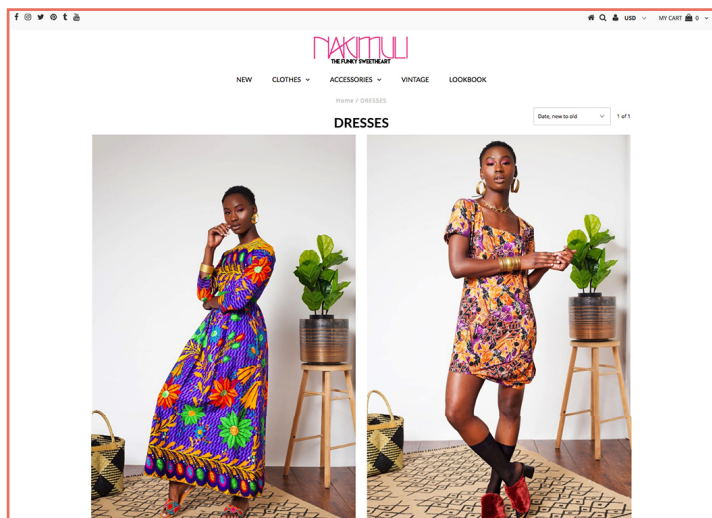 USD
MY CART 0
NAKIMULI
THE FUNKY SWEETHEART
NEW CLOTHES ACCESSORIES VINTAGE LOOKBOOK
Home / DRESSES
DRESSES
Date, new to old
1 of 1